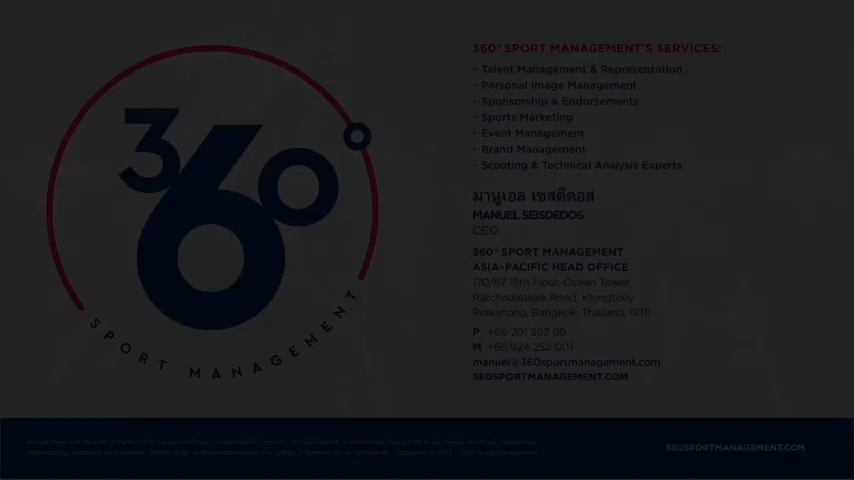 360°
SPORT MANAGEMENT
360° SPORT MANAGEMENT'S SERVICES:
· Talent Management & Representation
· Personal Image Management
· Sponsorship & Endorsements
· Sports Marketing
· Event Management
· Brand Management
· Scouting & Technical Analysis Experts
มานูเอล เซสดีดอส
MANUEL SEISDEDOS
CEO
360° SPORT MANAGEMENT
ASIA-PACIFIC HEAD OFFICE
170/87 15th Floor, Ocean Tower
Ratchadapisek Road, Klongtoey
Prakanong, Bangkok, Thailand, 11011
P +66 201 392 80
M +66 924 252 001
manuel@360sportmanagement.com
360SPORTMANAGEMENT.COM
360SPORTMANAGEMENT.COM